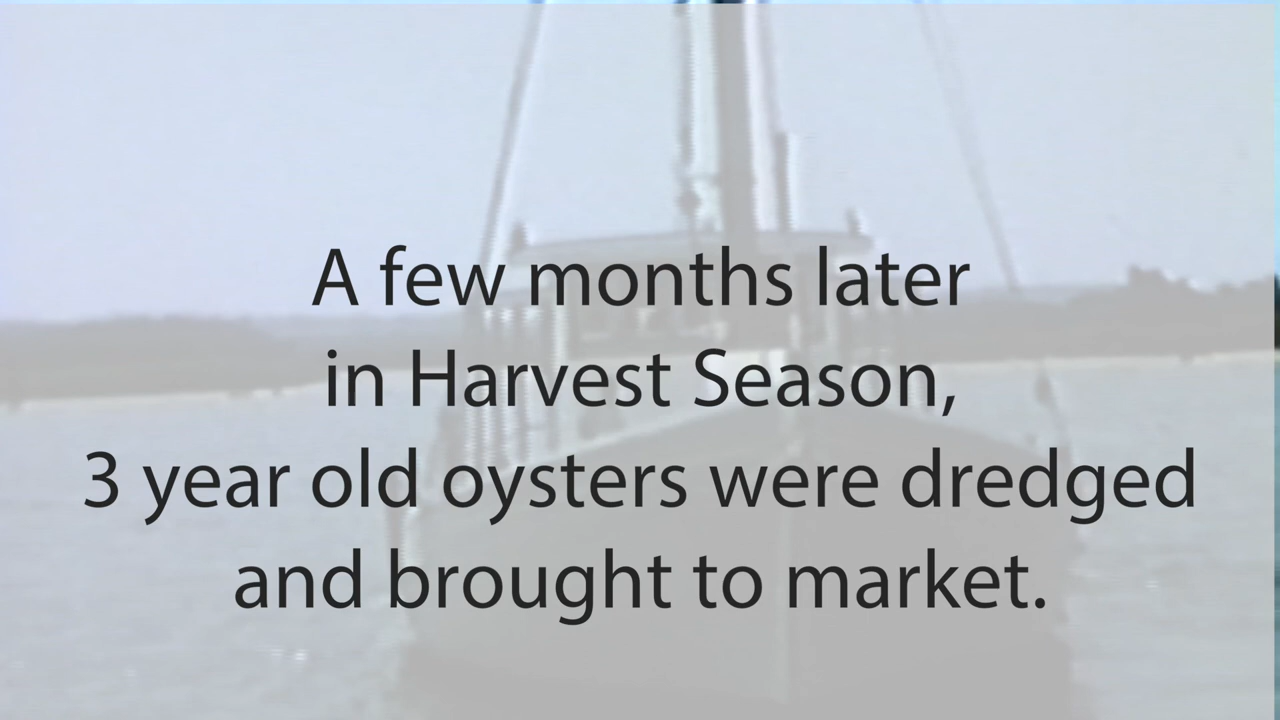 A few months later
in Harvest Season,
3 year old oysters were dredged
and brought to market.